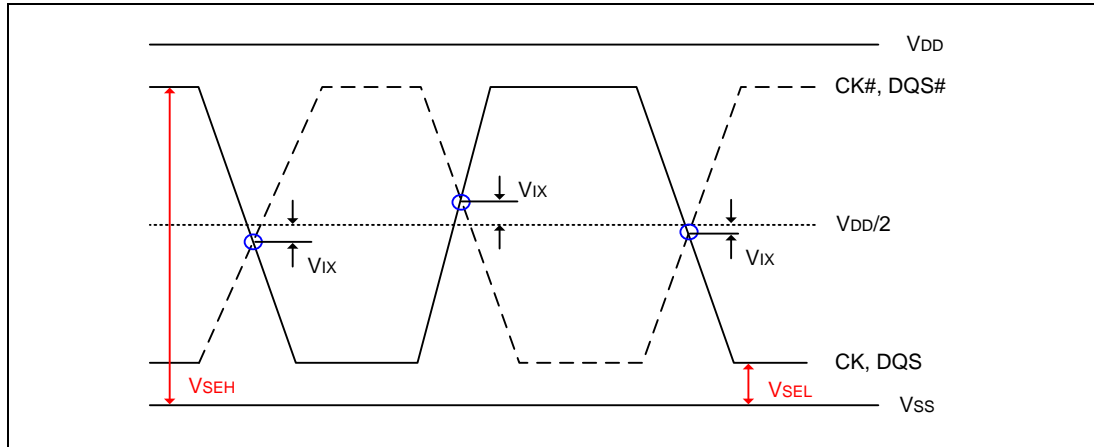 VDD
CK#, DQS#
VIX
VDD/2
VIX
VIX
CK, DQS
VSEH
VSEL
VSS